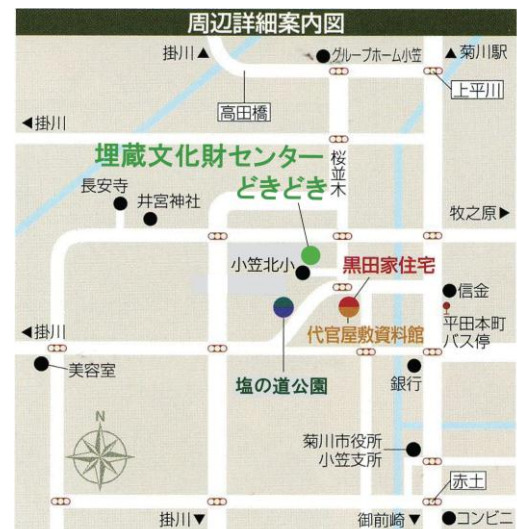 周辺詳細案内図
掛川▲
グループホーム小笠
▲菊川駅
高田橋
上平川
◀掛川
埋蔵文化財センター
どきどき
桜並木
長安寺
井宮神社
牧之原▶
小笠北小
黒田家住宅
信金
代官屋敷資料館
平田本町
バス停
◀掛川
美容室
塩の道公園
銀行
N
菊川市役所
小笠支所
赤土
掛川▼
御前崎▼
コンビニ